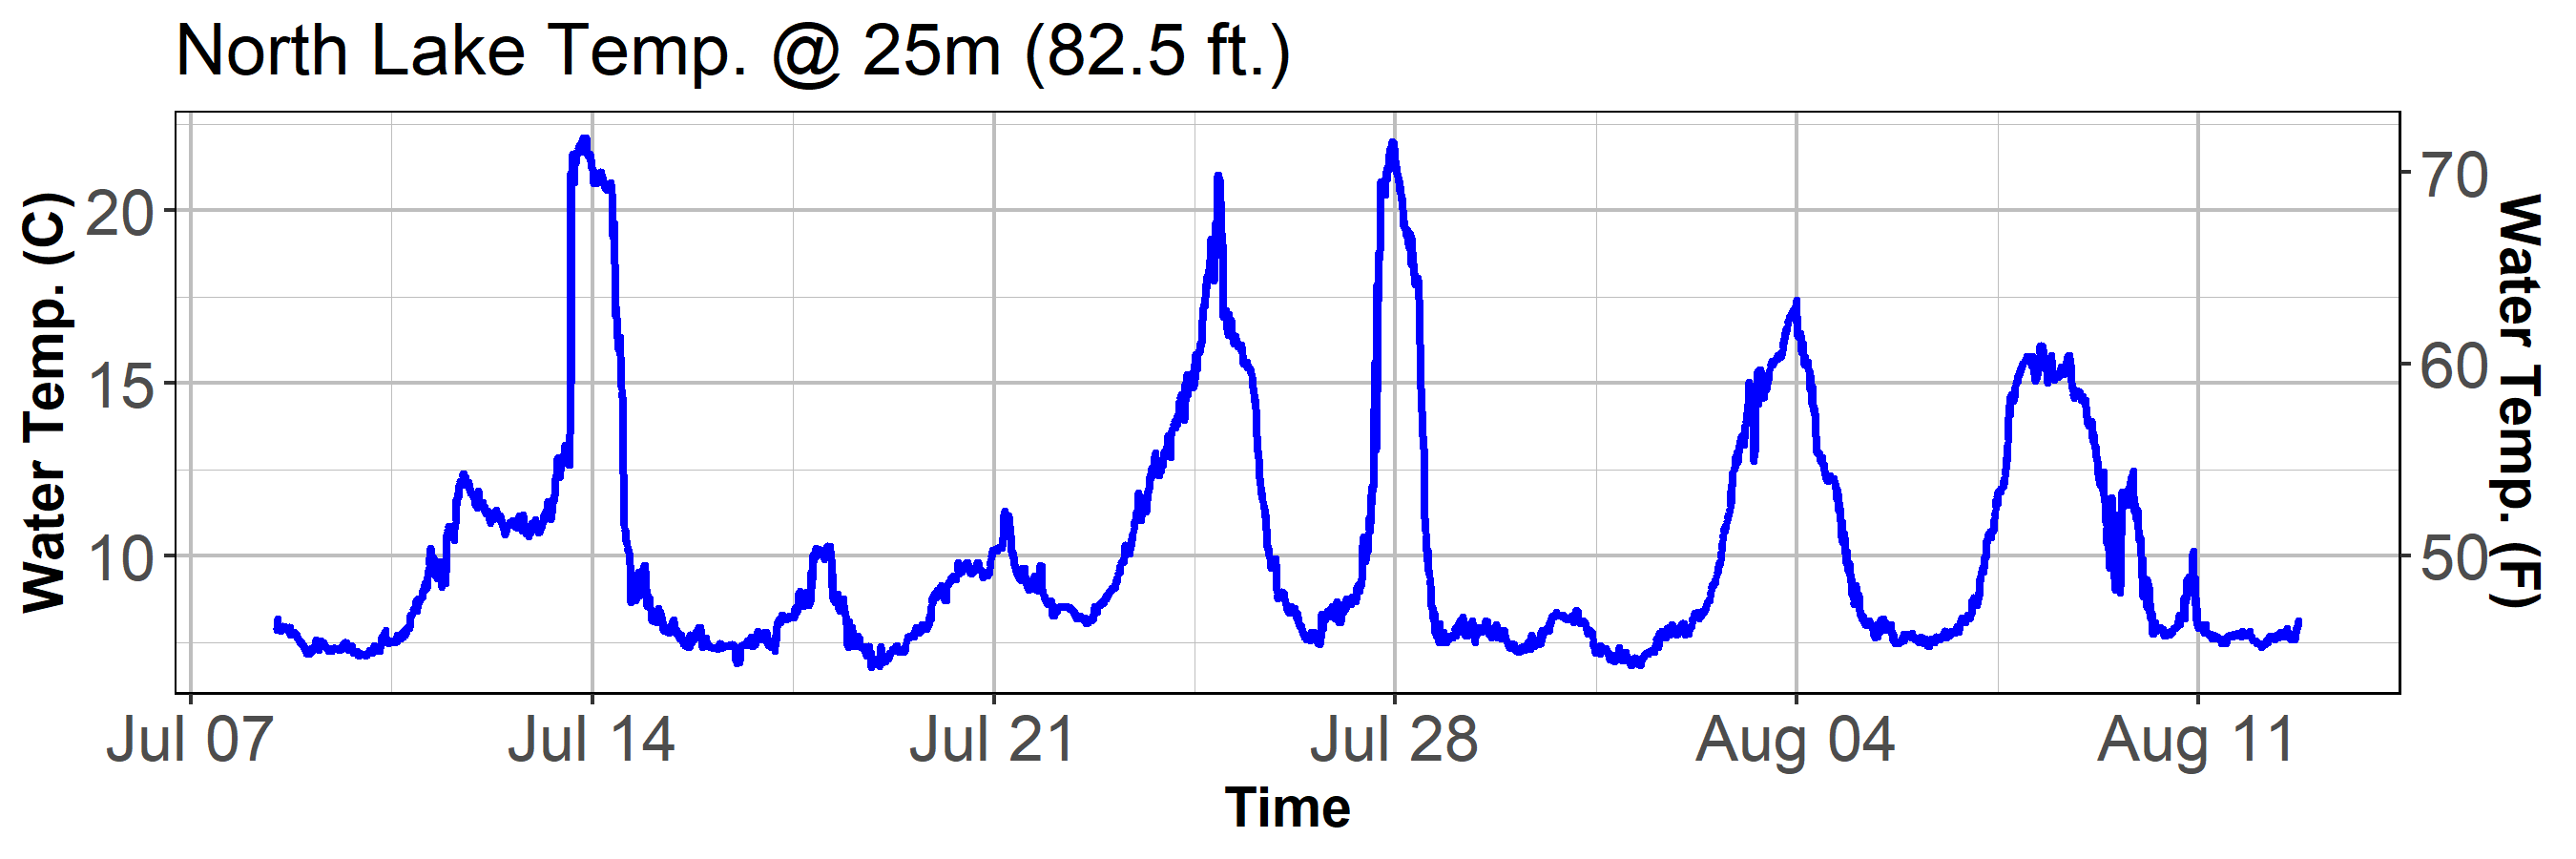 North Lake Temp. @ 25m (82.5 ft.)
Water Temp. (C)
20
15
10
70
60
50
Water Temp. (F)
Jul 07
Jul 14
Jul 21
Jul 28
Aug 04
Aug 11
Time